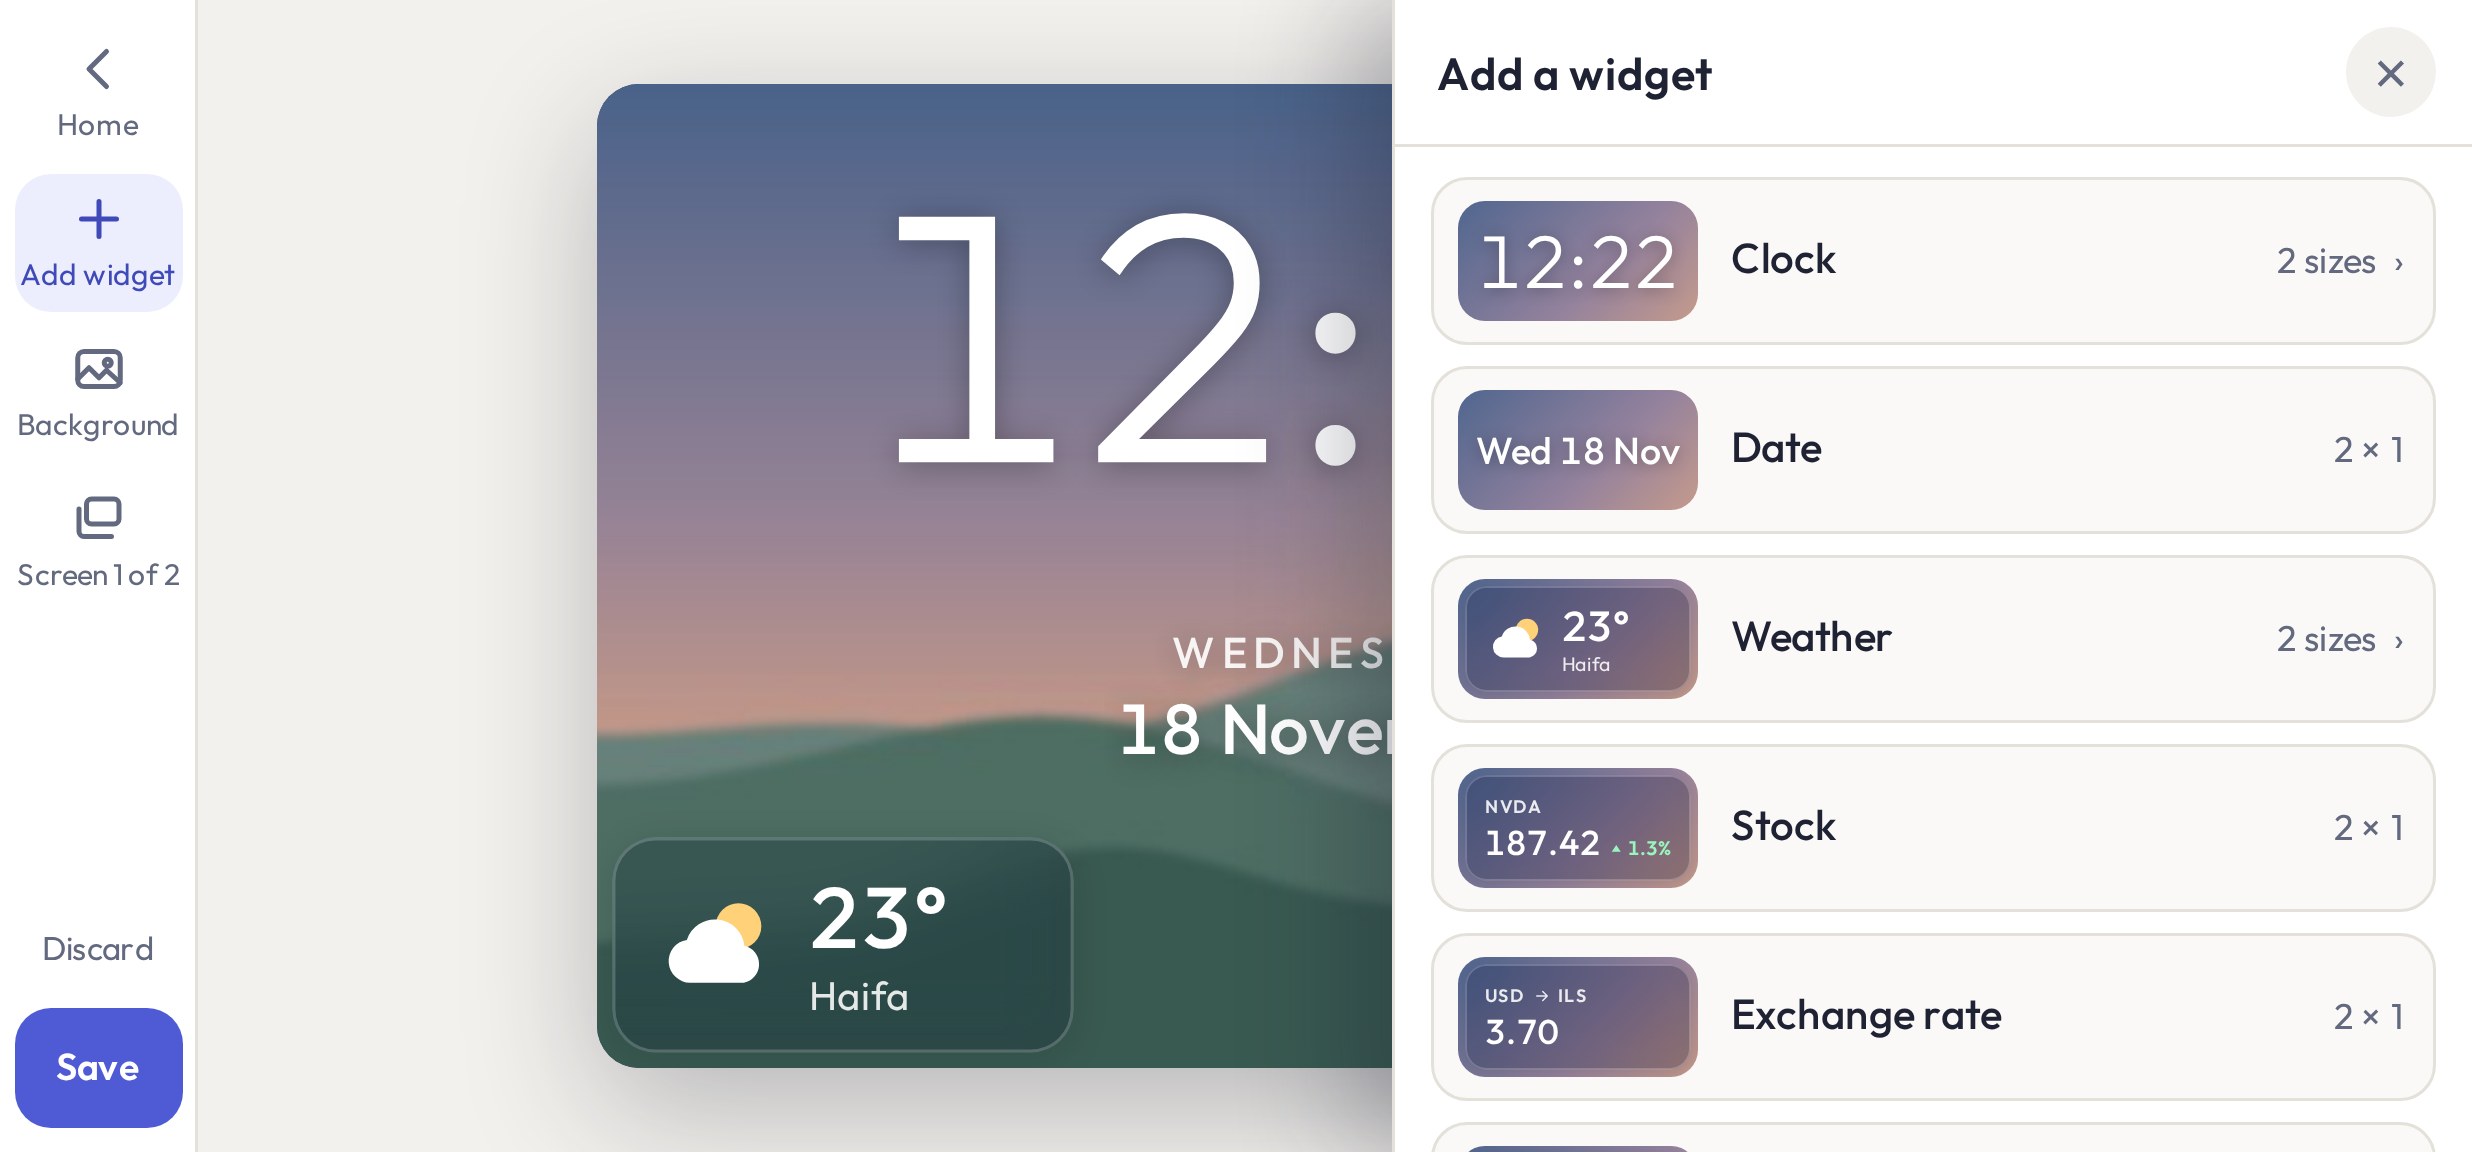 Home
Add widget
Background
Screen 1 of 2
Discard
Save
12:
WEDNES
18 Nove
23°
Haifa
Add a widget
12:22
Clock
2 sizes ›
Wed 18 Nov
Date
2 × 1
23°
Haifa
Weather
2 sizes ›
NVDA
187.42 ▲ 1.3%
Stock
2 × 1
USD → ILS
3.70
Exchange rate
2 × 1